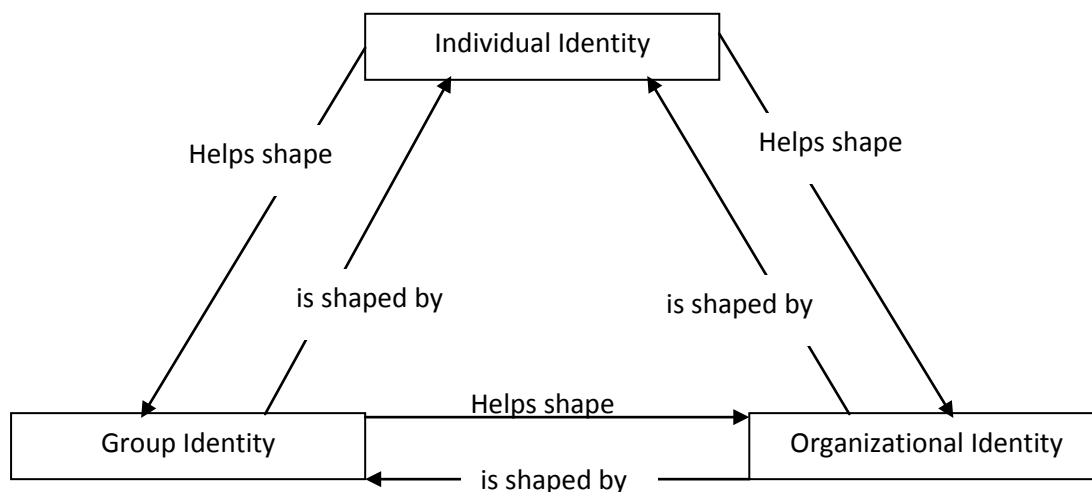 Individual Identity
Helps shape
Helps shape
is shaped by
is shaped by
Helps shape
Group Identity
Organizational Identity
is shaped by